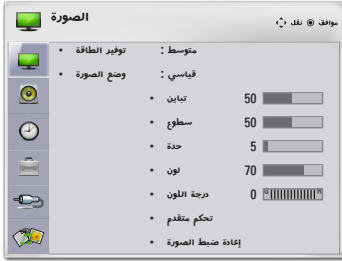 الصورة
موافق ◉ نقل
• توفير الطاقة : متوسط
• وضع الصورة : قياسي
• تباين 50
• سطوع 50
• حدة 5
• لون 70
• درجة اللون 0
• تحكم متقدم
• إعادة ضبط الصورة